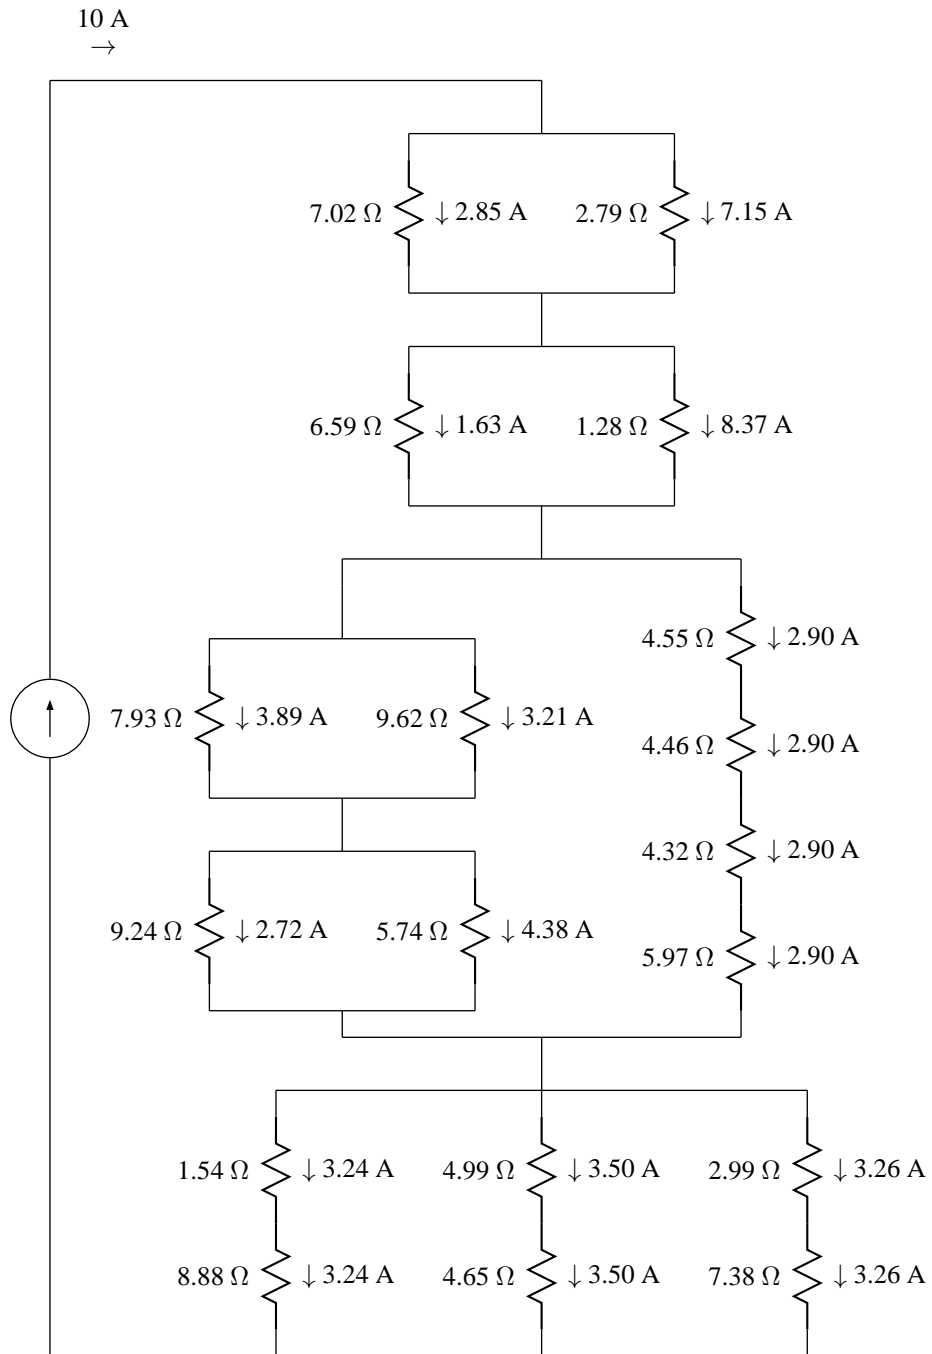 10 A
→
7.02 Ω ↓ 2.85 A 2.79 Ω ↓ 7.15 A
6.59 Ω ↓ 1.63 A 1.28 Ω ↓ 8.37 A
4.55 Ω ↓ 2.90 A
7.93 Ω ↓ 3.89 A 9.62 Ω ↓ 3.21 A
4.46 Ω ↓ 2.90 A
4.32 Ω ↓ 2.90 A
9.24 Ω ↓ 2.72 A 5.74 Ω ↓ 4.38 A
5.97 Ω ↓ 2.90 A
1.54 Ω ↓ 3.24 A 4.99 Ω ↓ 3.50 A 2.99 Ω ↓ 3.26 A
8.88 Ω ↓ 3.24 A 4.65 Ω ↓ 3.50 A 7.38 Ω ↓ 3.26 A